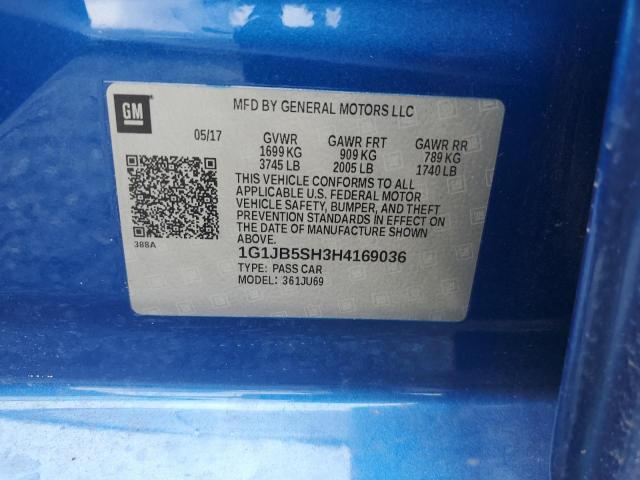 GM
MFD BY GENERAL MOTORS LLC
05/17 GVWR GAWR FRT GAWR RR
1699 KG 909 KG 789 KG
3745 LB 2005 LB 1740 LB
THIS VEHICLE CONFORMS TO ALL
APPLICABLE U.S. FEDERAL MOTOR
VEHICLE SAFETY, BUMPER, AND THEFT
PREVENTION STANDARDS IN EFFECT ON
THE DATE OF MANUFACTURE SHOWN
ABOVE.
388A
1G1JB5SH3H4169036
TYPE: PASS CAR
MODEL: 361JU69